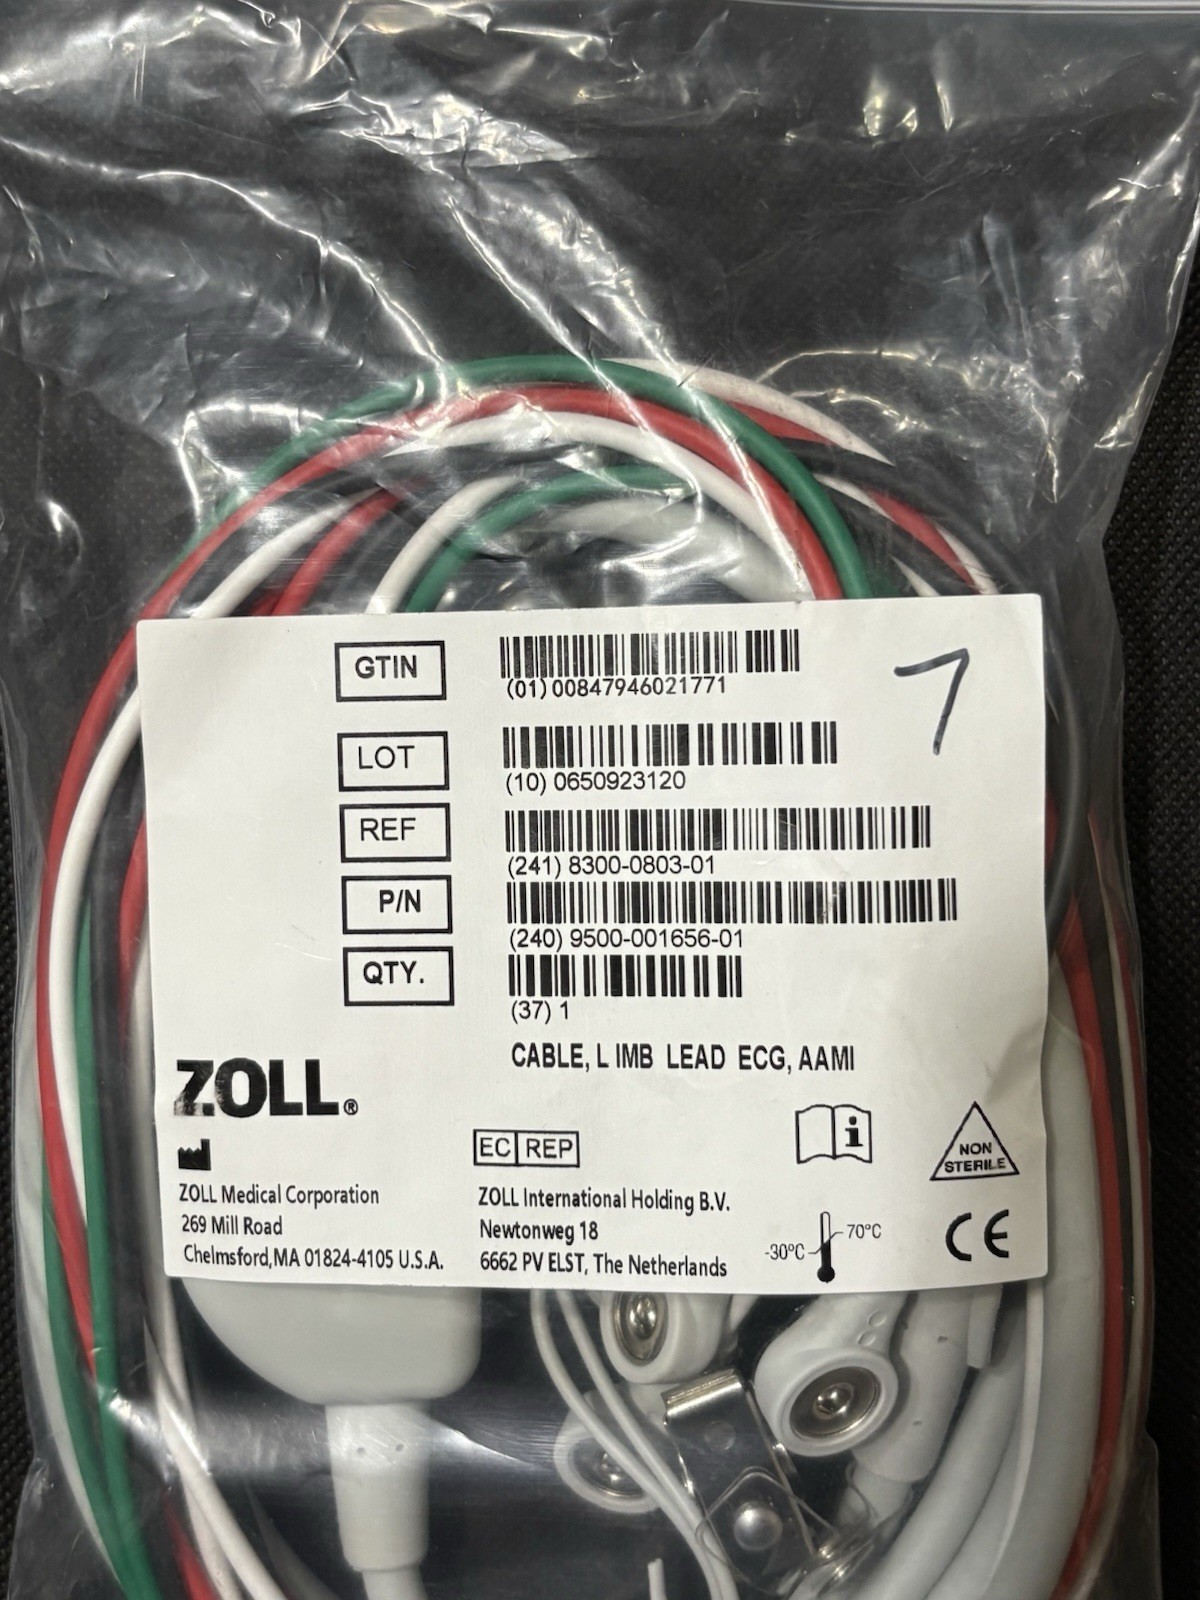 GTIN
(01) 00847946021771
7
LOT
(10) 0650923120
REF
(241) 8300-0803-01
P/N
(240) 9500-001656-01
QTY.
(37) 1
CABLE, L IMB LEAD ECG, AAMI
ZOLL®
EC REP
i
NON
STERILE
ZOLL Medical Corporation
269 Mill Road
Chelmsford,MA 01824-4105 U.S.A.
ZOLL International Holding B.V.
Newtonweg 18
6662 PV ELST, The Netherlands
-30°C
70°C
CE